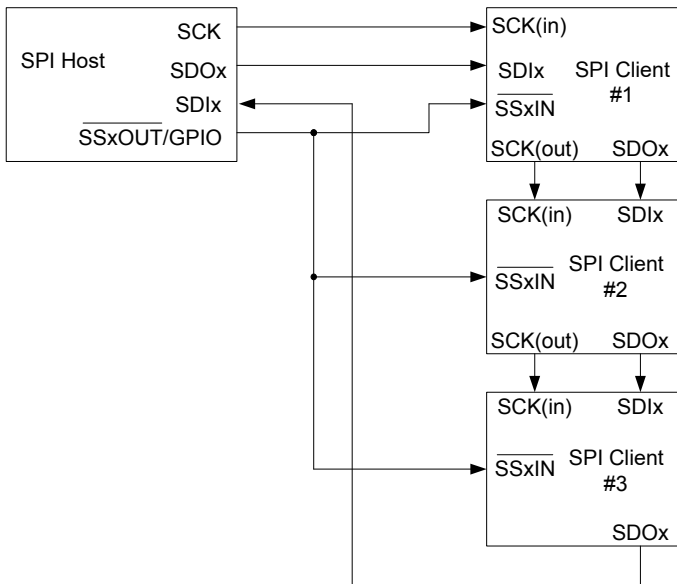 SPI Host
SCK
SDOx
SDIx
SSxOUT/GPIO
SCK(in)
SDIx
SPI Client
#1
SSxIN
SCK(out) SDOx
SCK(in) SDIx
SPI Client
#2
SSxIN
SCK(out) SDOx
SCK(in) SDIx
SPI Client
#3
SSxIN
SDOx